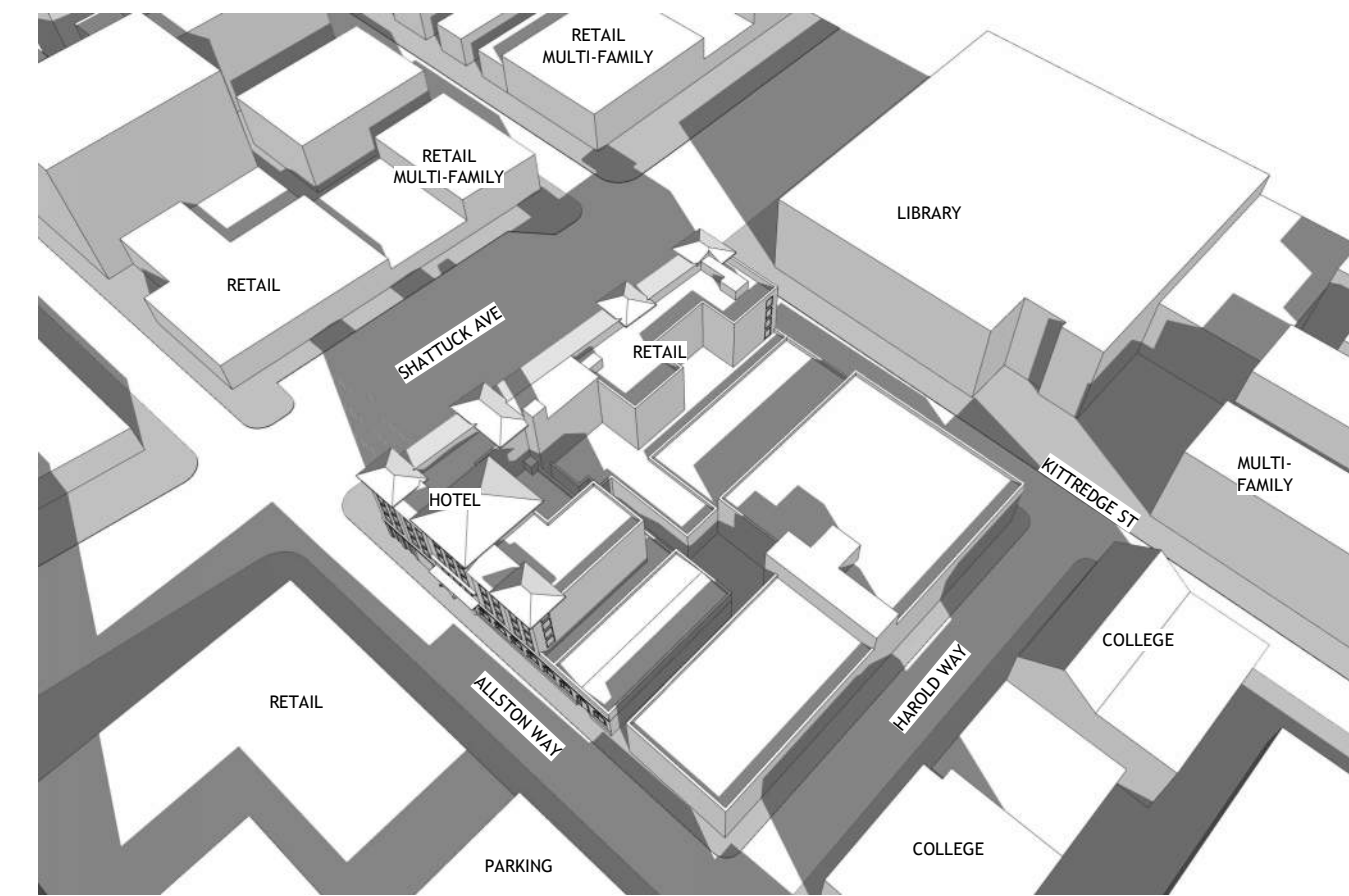 RETAIL
MULTI-FAMILY
RETAIL
MULTI-FAMILY
LIBRARY
RETAIL
SHATTUCK AVE
RETAIL
HOTEL
KITTREDGE ST
MULTI-
FAMILY
COLLEGE
HAROLD WAY
RETAIL
ALLSTON WAY
COLLEGE
PARKING